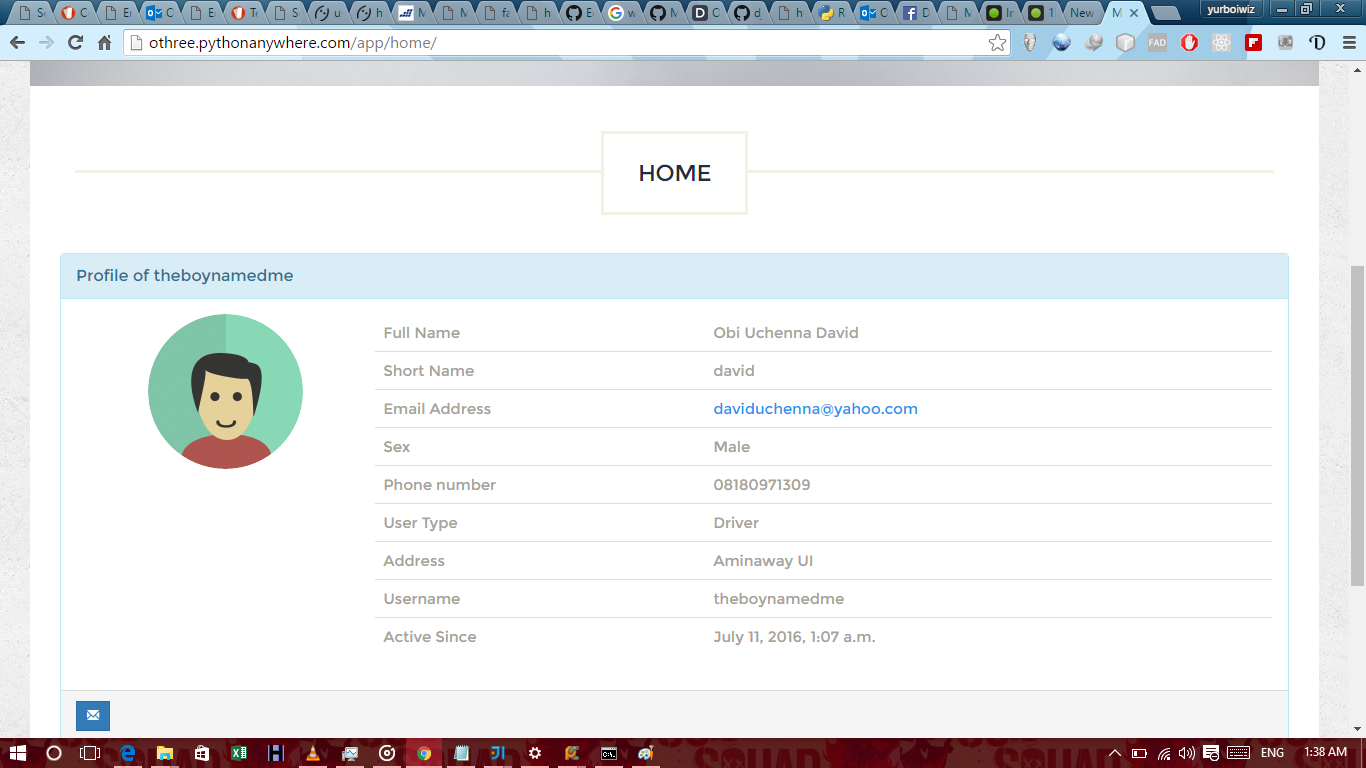 yurboiwiz
othree.pythonanywhere.com/app/home/
FAD
HOME
Profile of theboynamedme
Full Name Obi Uchenna David
Short Name david
Email Address daviduchenna@yahoo.com
Sex Male
Phone number 08180971309
User Type Driver
Address Aminaway UI
Username theboynamedme
Active Since July 11, 2016, 1:07 a.m.
ENG 1:38 AM